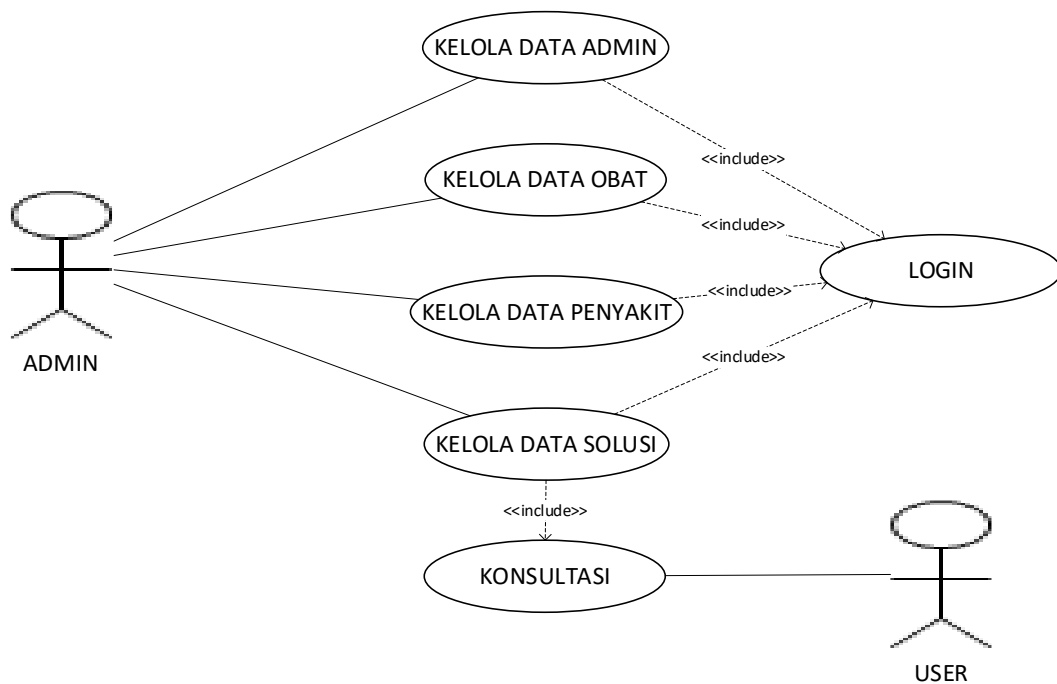 KELOLA DATA ADMIN
<<include>>
KELOLA DATA OBAT
<<include>>
LOGIN
<<include>>
KELOLA DATA PENYAKIT
ADMIN
<<include>>
KELOLA DATA SOLUSI
<<include>>
KONSULTASI
USER